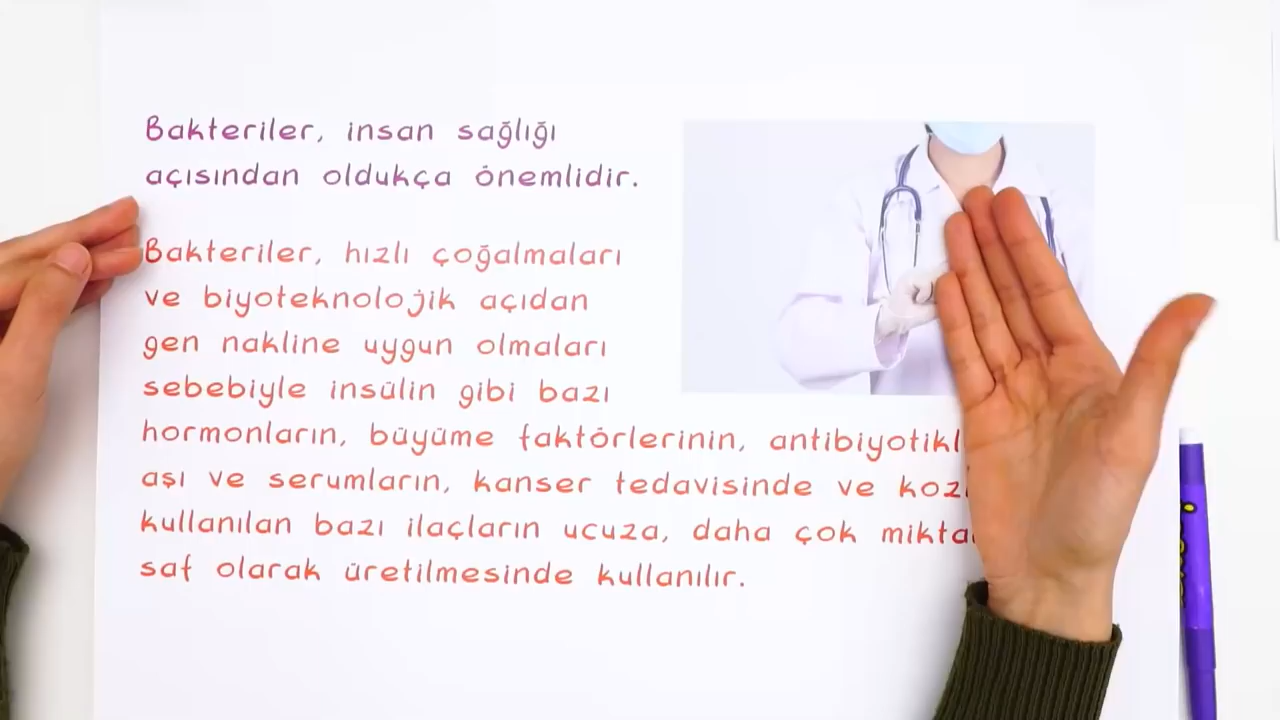 Bakteriler, insan sağlığı
açısından oldukça önemlidir.
Bakteriler, hızlı çoğalmaları
ve biyoteknolojik açıdan
gen nakline uygun olmaları
sebebiyle insülin gibi bazı
hormonların, büyüme faktörlerinin,
aşı ve serumların, kanser tedavisinde ve
kullanılan bazı ilaçların ucuza, daha çok
saf olarak üretilmesinde kullanılır.